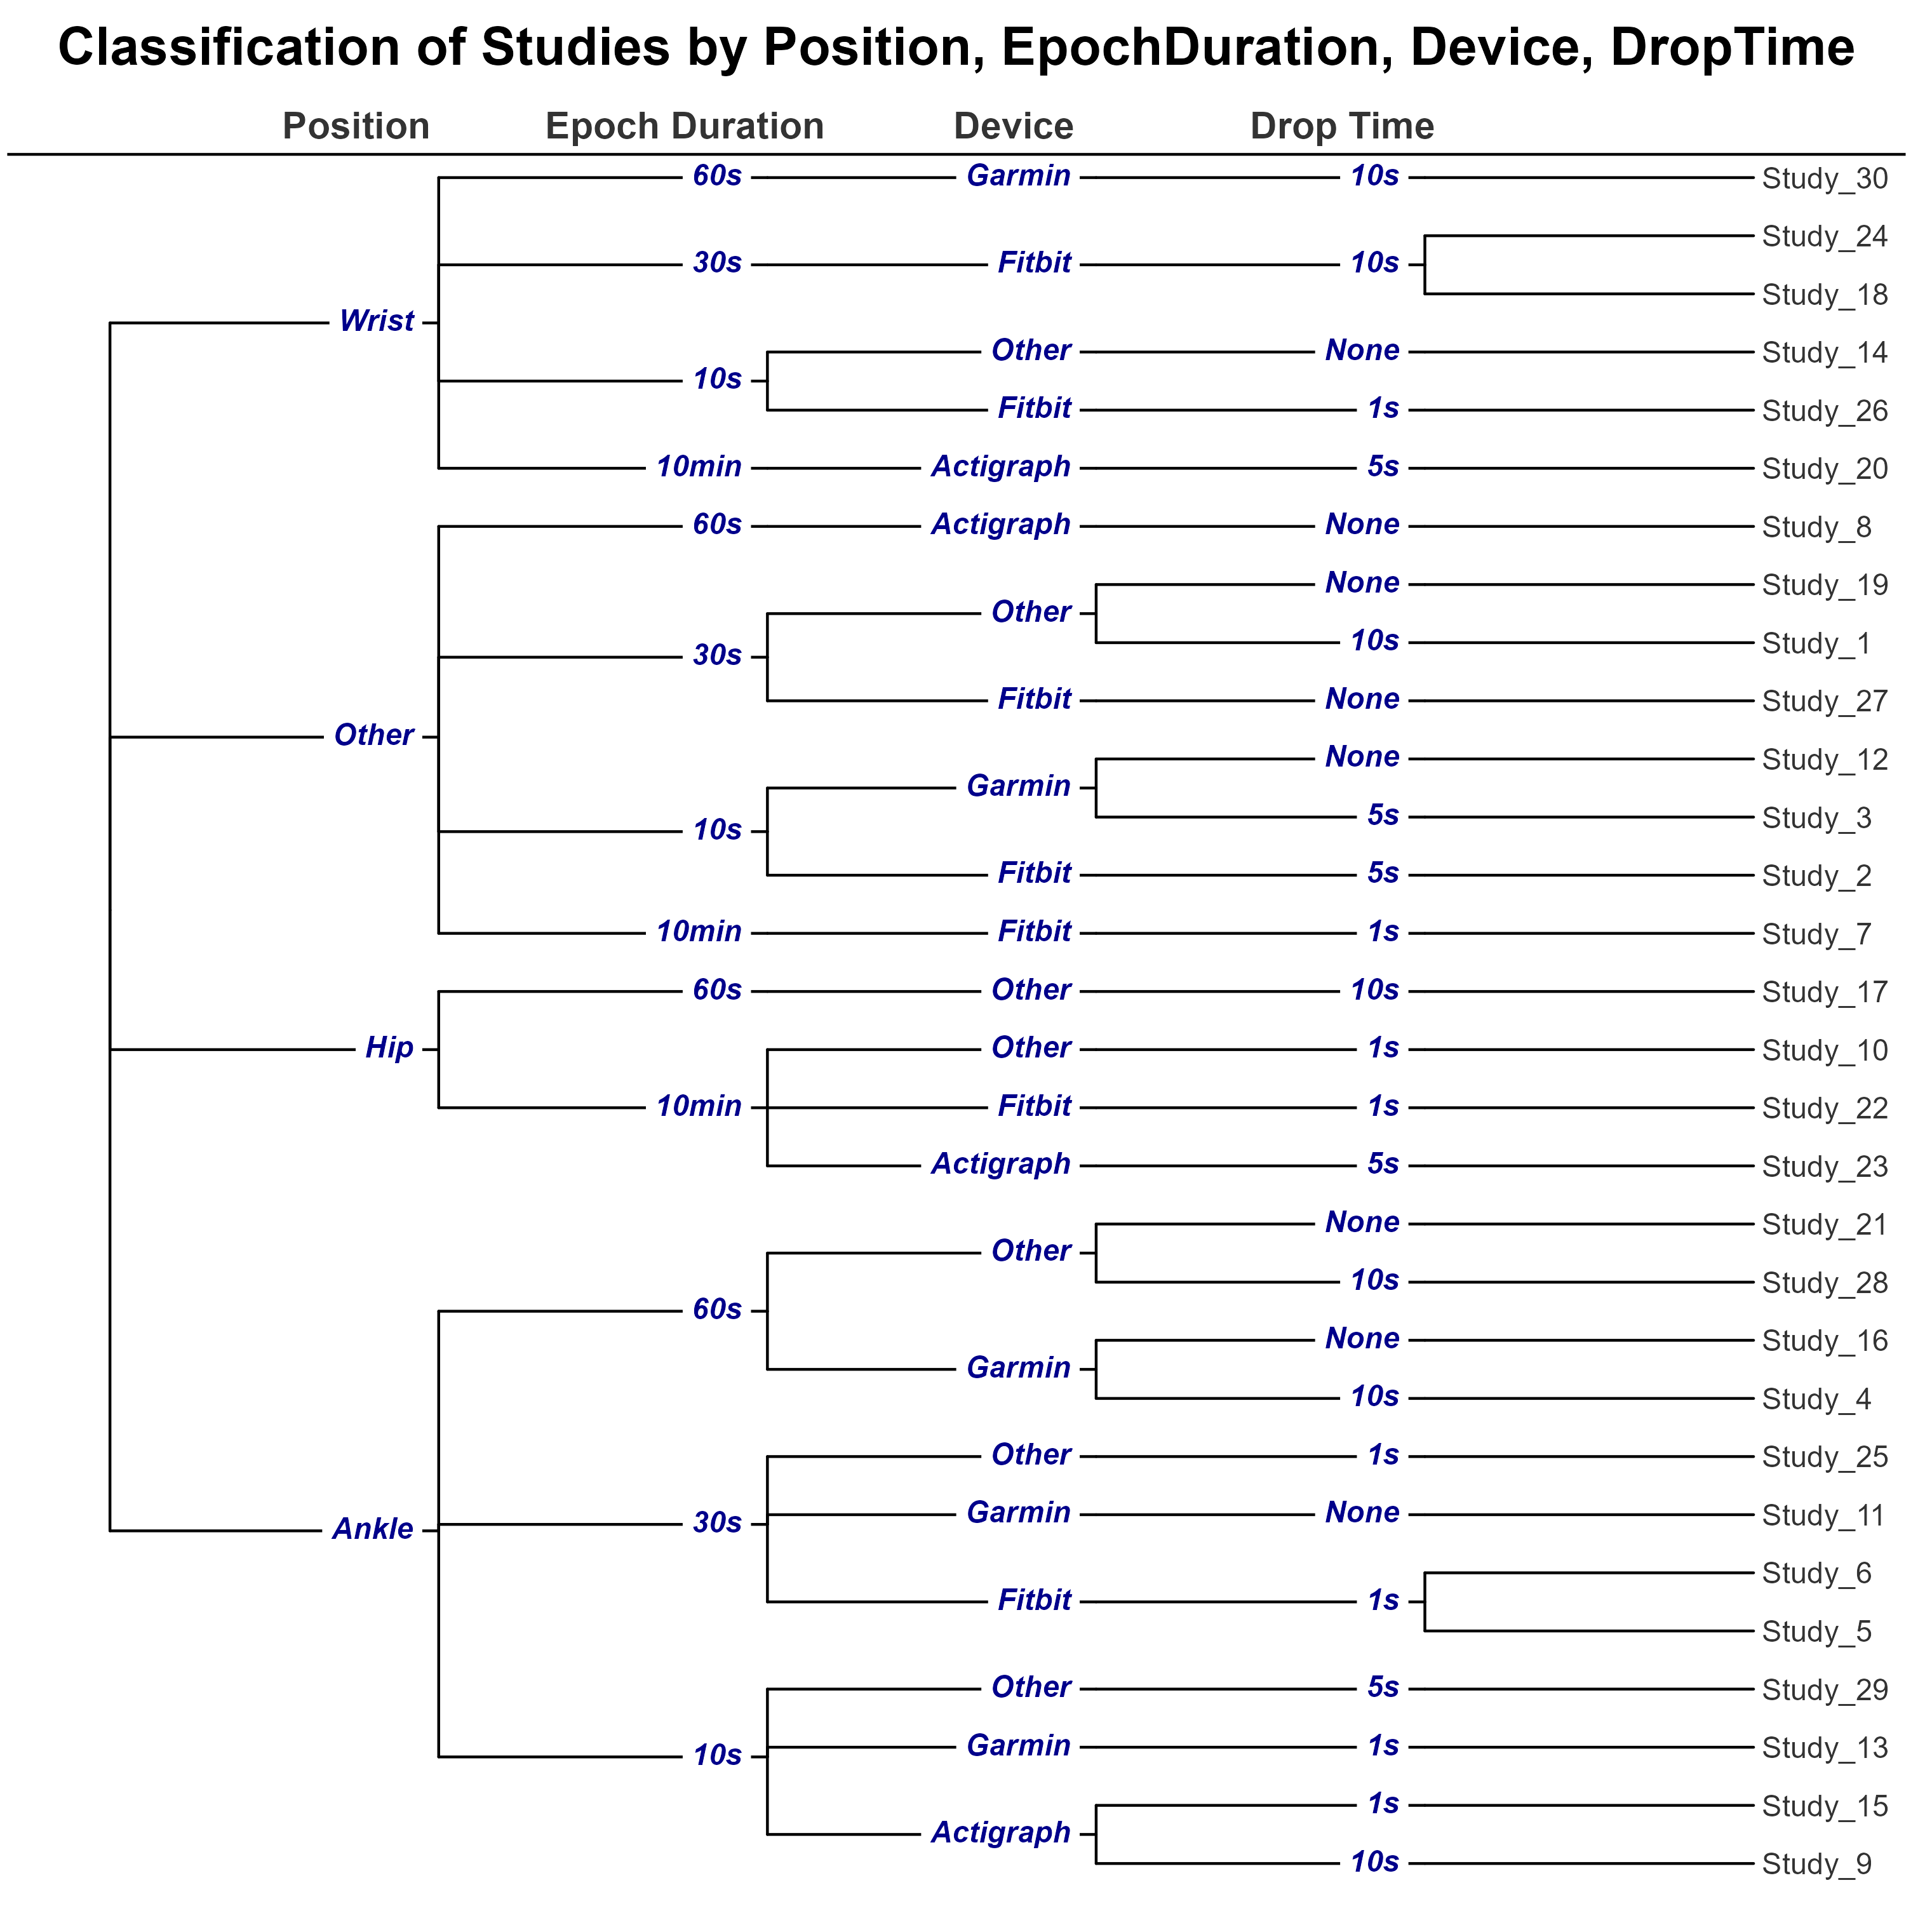 Classification of Studies by Position, EpochDuration, Device, DropTime
Position Epoch Duration Device Drop Time
60s Garmin 10s Study_30
Study_24
30s Fitbit 10s
Study_18
Wrist
Other None Study_14
10s
Fitbit 1s Study_26
10min Actigraph 5s Study_20
60s Actigraph None Study_8
None Study_19
Other
10s Study_1
30s
Fitbit None Study_27
Other
None Study_12
Garmin
5s Study_3
10s
Fitbit 5s Study_2
10min Fitbit 1s Study_7
60s Other 10s Study_17
Hip Other 1s Study_10
10min Fitbit 1s Study_22
Actigraph 5s Study_23
None Study_21
Other
10s Study_28
60s
None Study_16
Garmin
10s Study_4
Other 1s Study_25
Garmin None Study_11
Ankle 30s
Study_6
Fitbit 1s
Study_5
Other 5s Study_29
Garmin 1s Study_13
10s
1s Study_15
Actigraph
10s Study_9